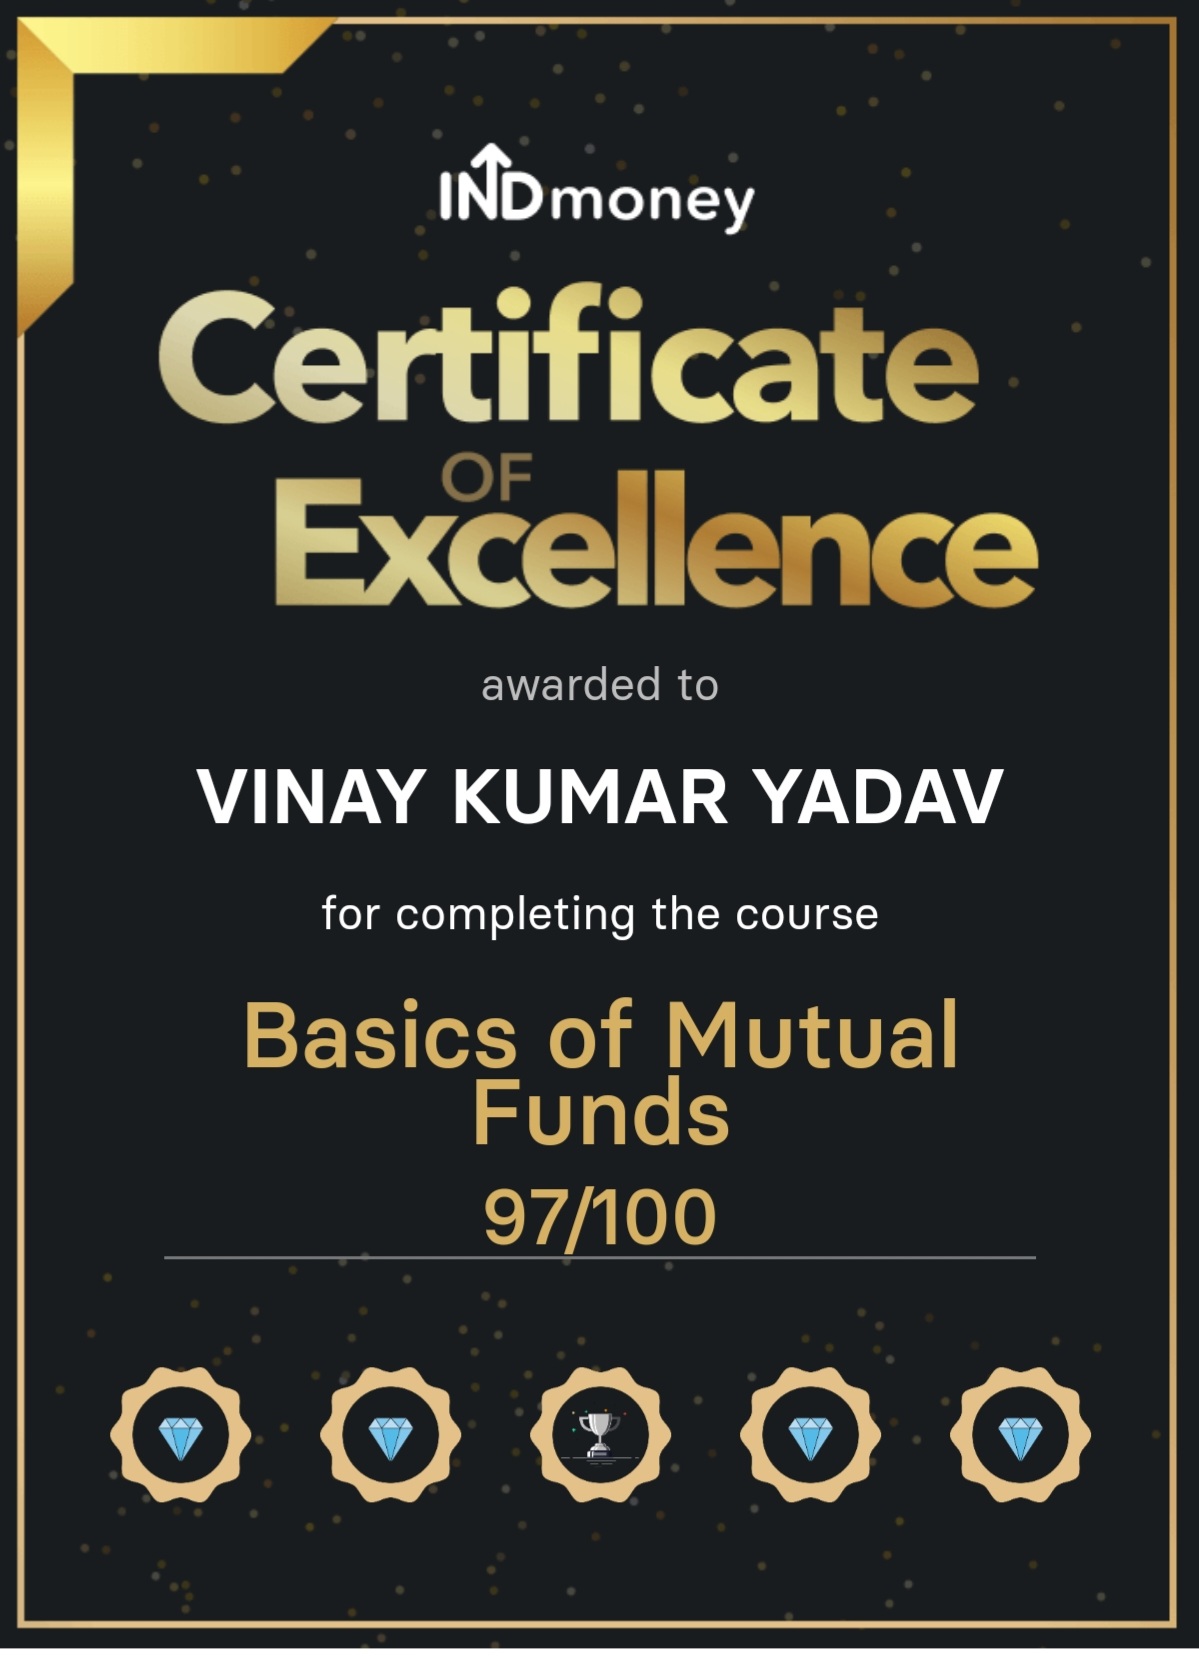 INDmoney
Certificate
OF
Excellence
awarded to
VINAY KUMAR YADAV
for completing the course
Basics of Mutual
Funds
97/100